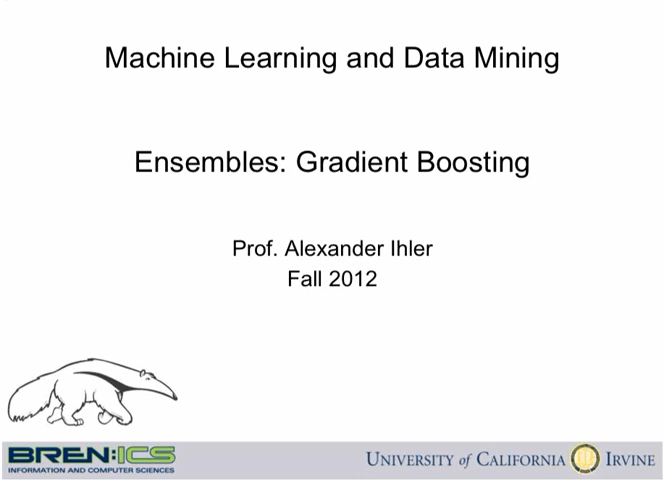 Machine Learning and Data Mining
Ensembles: Gradient Boosting
Prof. Alexander Ihler
Fall 2012
BREN:ICS
INFORMATION AND COMPUTER SCIENCES
UNIVERSITY of CALIFORNIA IRVINE